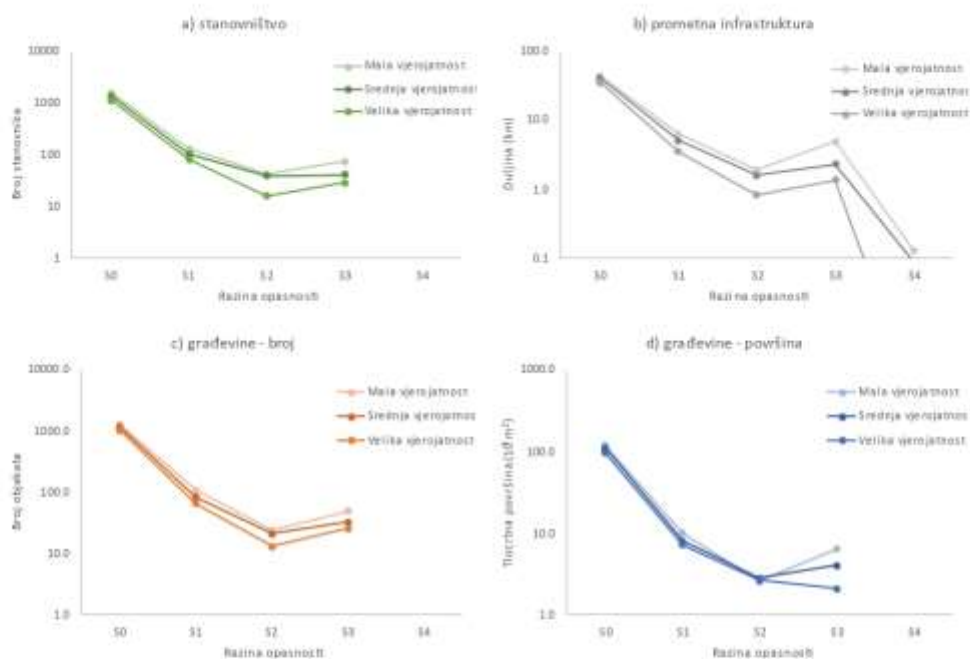 a) stanovništvo
10000
1000
100
10
1
Broj stanovnika
Mala vjerojatnost
Srednja vjerojatnost
Velika vjerojatnost
S0 S1 S2 S3 S4
Razina opasnosti
b) prometna infrastruktura
100.0
10.0
1.0
0.1
Duljina (km)
Mala vjerojatnost
Srednja vjerojatnost
Velika vjerojatnost
S0 S1 S2 S3 S4
Razina opasnosti
c) građevine - broj
10000.0
1000.0
100.0
10.0
1.0
Broj objekata
Mala vjerojatnost
Srednja vjerojatnos
Velika vjerojatnost
S0 S1 S2 S3 S4
Razina opasnosti
d) građevine - površina
1000.0
100.0
10.0
1.0
Tlocrtna površina
Mala vjerojatnost
Srednja vjerojatnos
Velika vjerojatnost
S0 S1 S2 S3 S4
Razina opasnosti